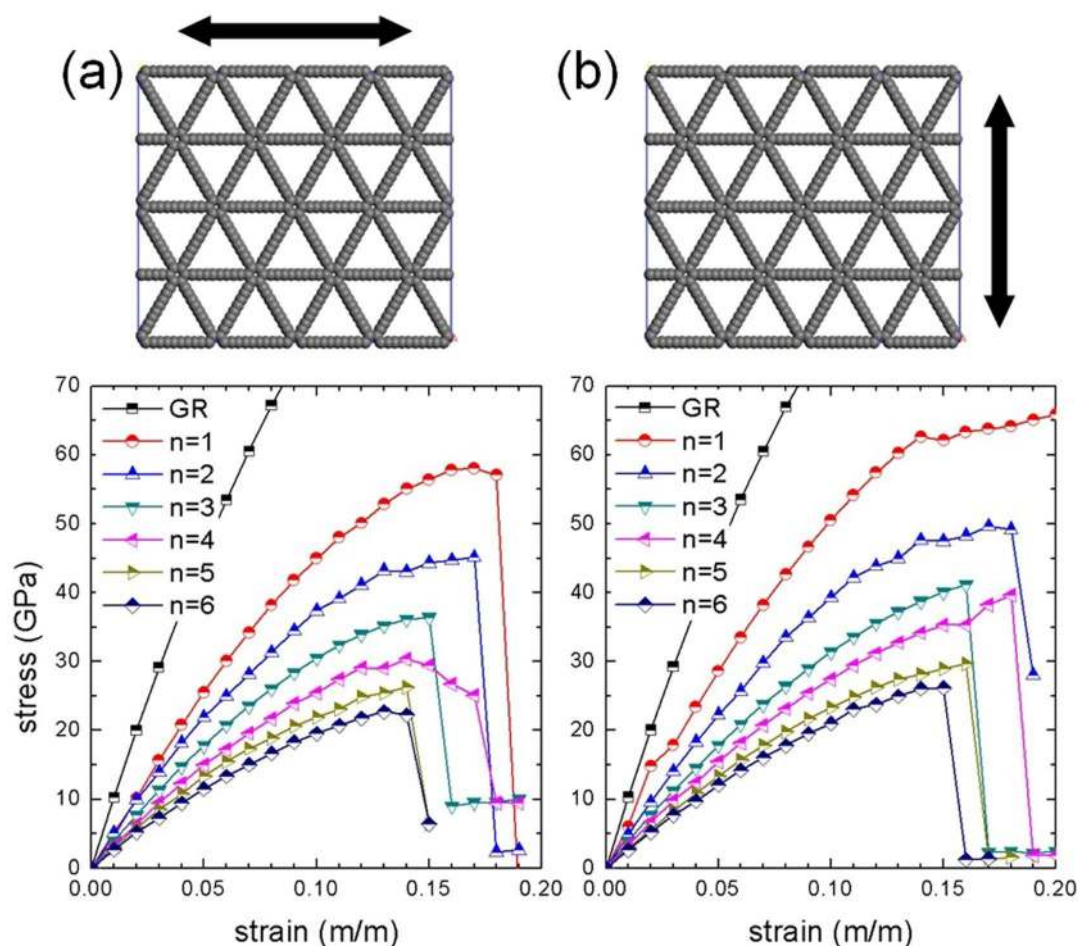 (a)
(b)
70
60
50
40
30
20
10
0
stress (GPa)
GR
n=1
n=2
n=3
n=4
n=5
n=6
0.00 0.05 0.10 0.15 0.20
strain (m/m)
70
60
50
40
30
20
10
0
GR
n=1
n=2
n=3
n=4
n=5
n=6
0.00 0.05 0.10 0.15 0.20
strain (m/m)